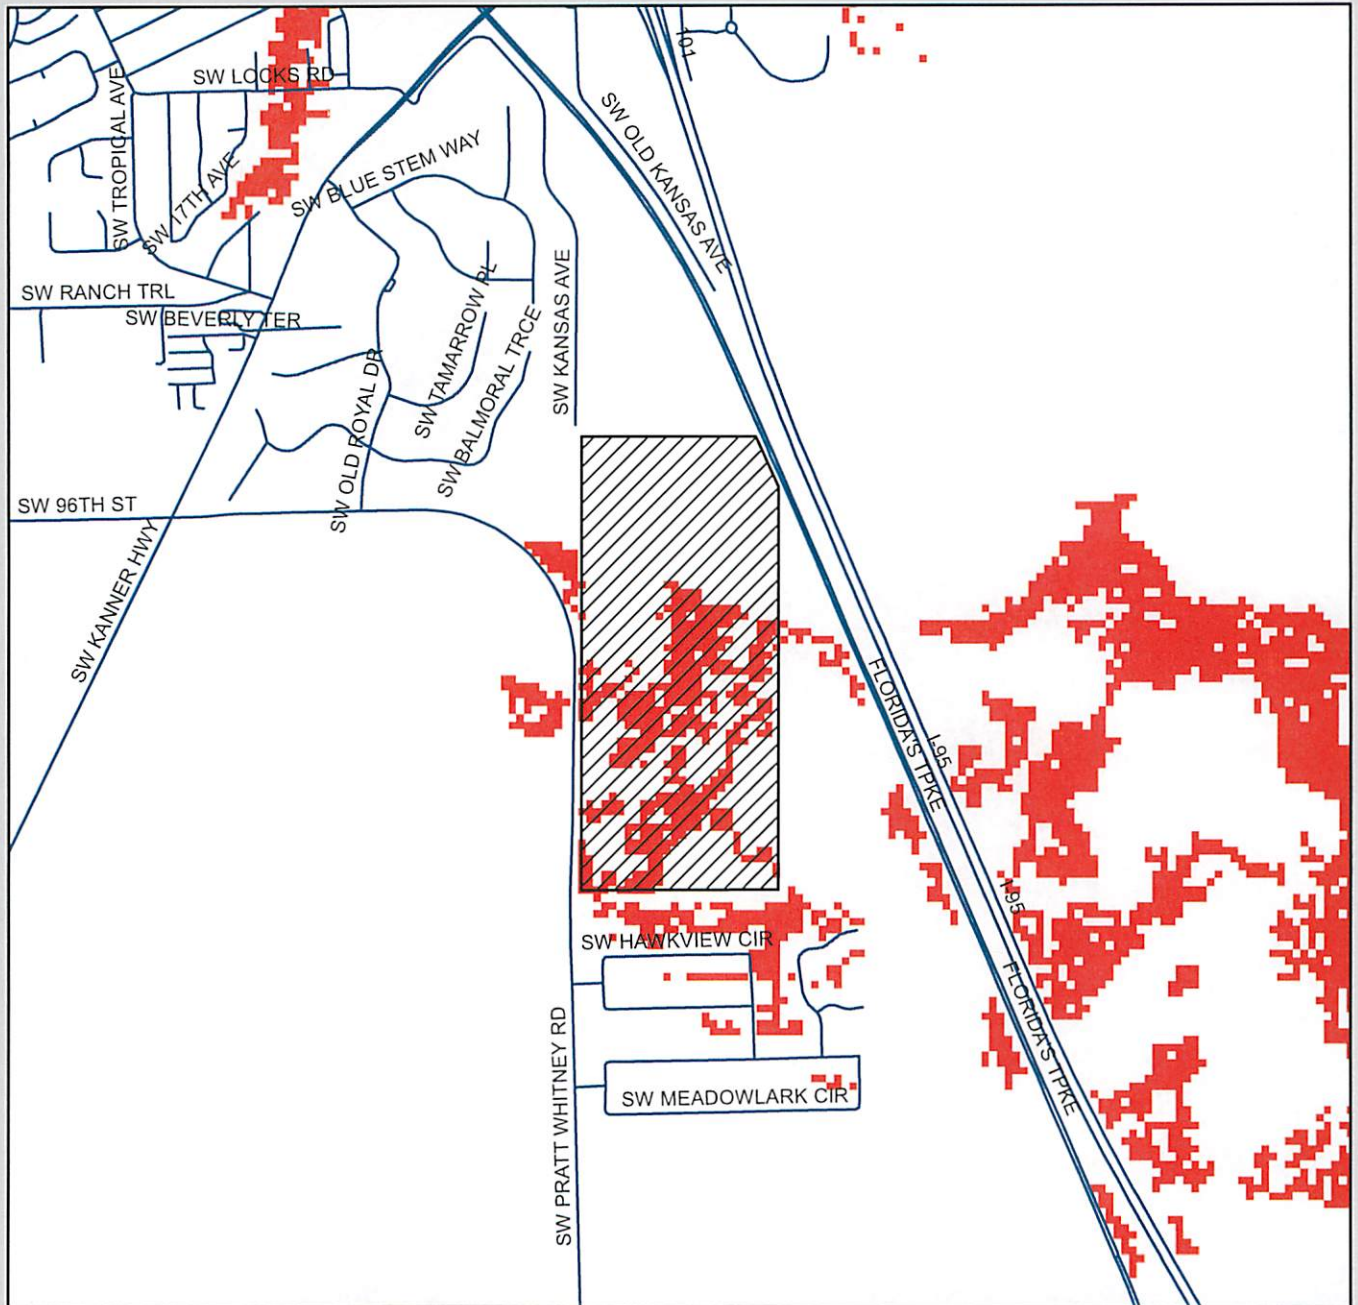 101
SW LOCKS RD
SW TROPICAL AVE
SW OLD KANSAS AVE
SW 17TH AVE
SW BLUE STEM WAY
SW RANCH TRL
SW BEVERLY TER
SW KANSAS AVE
SW TAMARROW PL
SW BALMORAL TRCE
SW OLD ROYAL DR
SW 96TH ST
SW KANNER HWY
FLORIDA'S TPKE
I-95
I-95
SW HAWKVIEW CIR
FLORIDA'S TPKE
SW PRATT WHITNEY RD
SW MEADOWLARK CIR